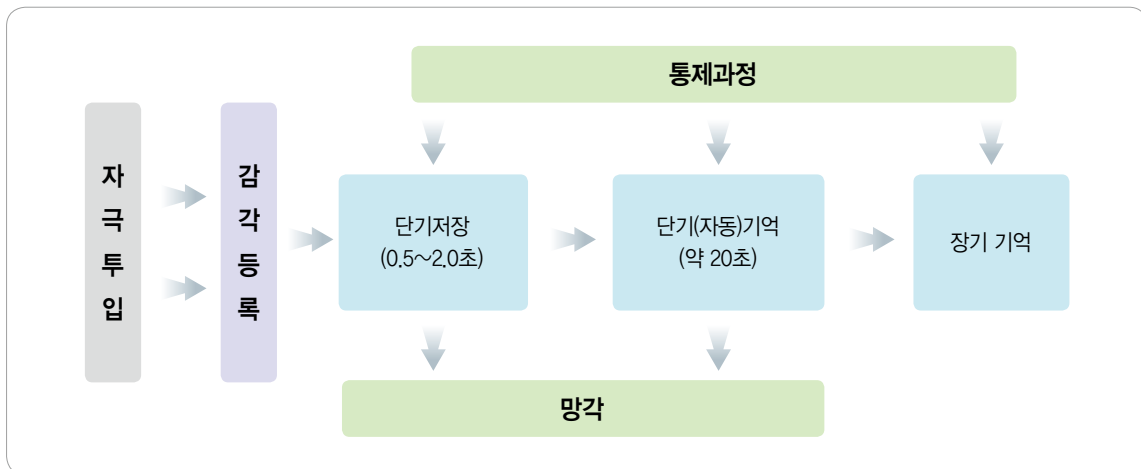 통제과정
자극투입
감각등록
단기저장
(0.5~2.0초)
단기(자동)기억
(약 20초)
장기 기억
망각